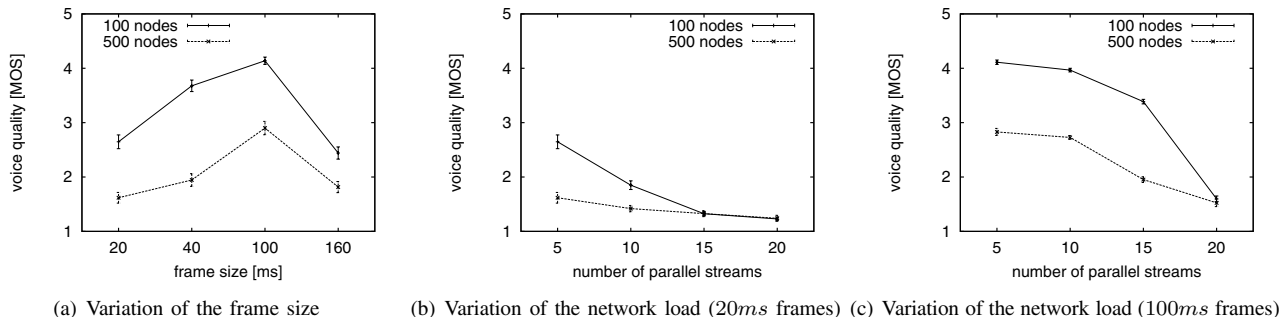 5
4
3
2
1
voice quality [MOS]
100 nodes
500 nodes
20 40 100 160
frame size [ms]
(a) Variation of the frame size
5
4
3
2
1
voice quality [MOS]
100 nodes
500 nodes
5 10 15 20
number of parallel streams
(b) Variation of the network load (20ms frames)
5
4
3
2
1
voice quality [MOS]
100 nodes
500 nodes
5 10 15 20
number of parallel streams
(c) Variation of the network load (100ms frames)